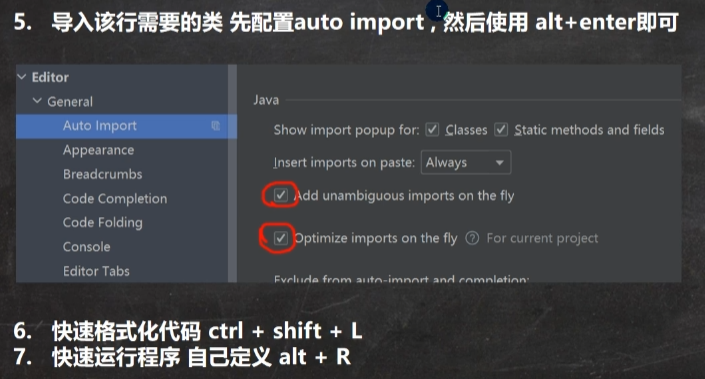 5. 导入该行需要的类 先配置auto import , 然后使用 alt+enter即可
Editor
General
Auto Import
Appearance
Breadcrumbs
Code Completion
Code Folding
Console
Editor Tabs
Java
Show import popup for: Classes Static methods and fields
Insert imports on paste: Always
Add unambiguous imports on the fly
Optimize imports on the fly ? For current project
Exclude from auto-import and completion:
6. 快速格式化代码 ctrl + shift + L
7. 快速运行程序 自己定义 alt + R